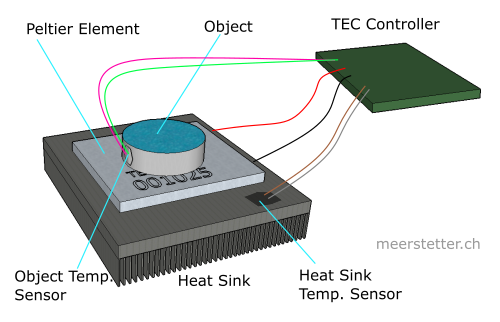 TEC Controller
Peltier Element
Object
001025
meerstetter.ch
Object Temp.
Sensor
Heat Sink
Heat Sink
Temp. Sensor